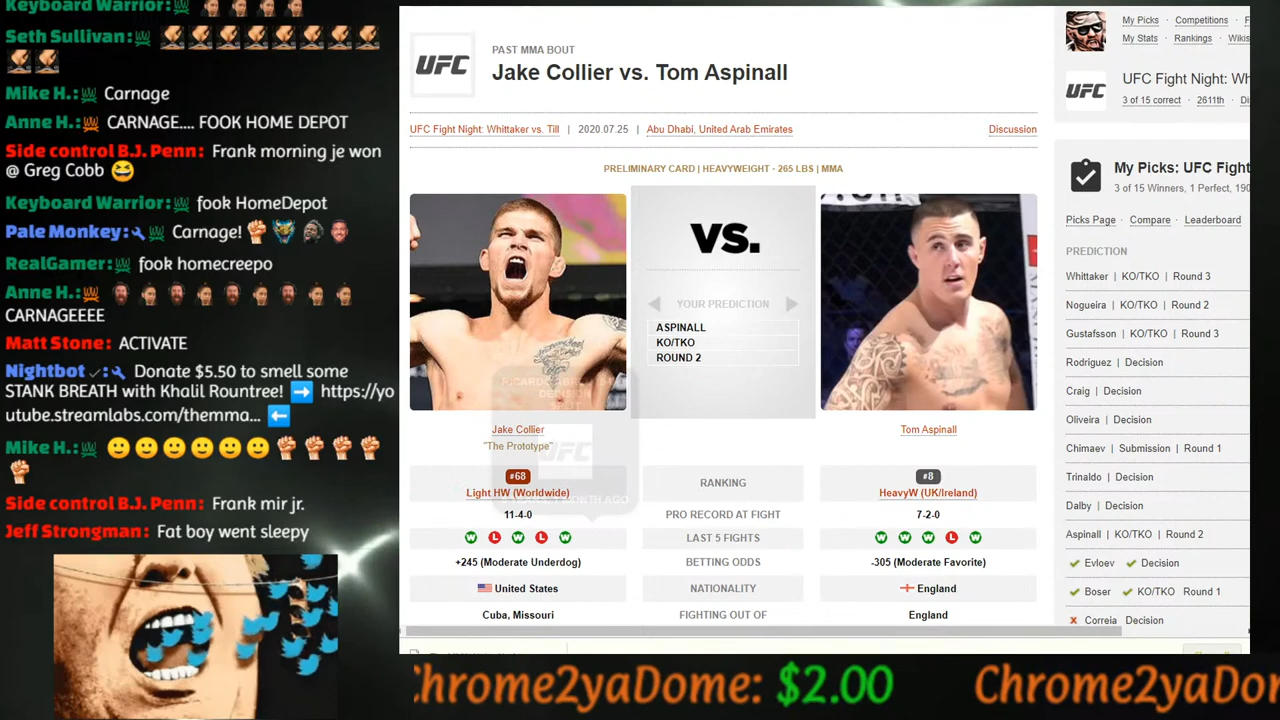 Keyboard Warrior:
Seth Sullivan:
Mike H.: Carnage
Anne H.: CARNAGE.... FOOK HOME DEPOT
Side control B.J. Penn: Frank morning je won
@ Greg Cobb
Keyboard Warrior: fook HomeDepot
Pale Monkey: Carnage!
RealGamer: fook homecreepo
Anne H.:
CARNAGEEEE
Matt Stone: ACTIVATE
Nightbot: Donate $5.50 to smell some
STANK BREATH with Khalil Rountree! https://yo
utube.streamlabs.com/themma...
Mike H.:
Side control B.J. Penn: Frank mir jr.
Jeff Strongman: Fat boy went sleepy
UFC
PAST MMA BOUT
Jake Collier vs. Tom Aspinall
UFC Fight Night: Whittaker vs. Till | 2020.07.25 | Abu Dhabi, United Arab Emirates
Discussion
PRELIMINARY CARD | HEAVYWEIGHT - 265 LBS | MMA
VS.
YOUR PREDICTION
ASPINALL
KO/TKO
ROUND 2
Jake Collier
"The Prototype"
Tom Aspinall
#68
Light HW (Worldwide)
RANKING
#8
HeavyW (UK/Ireland)
11-4-0
PRO RECORD AT FIGHT
7-2-0
W L W L W
LAST 5 FIGHTS
W W W L W
+245 (Moderate Underdog)
BETTING ODDS
-305 (Moderate Favorite)
United States
NATIONALITY
England
Cuba, Missouri
FIGHTING OUT OF
England
My Picks · Competitions · F
My Stats · Rankings · Wikis
UFC
UFC Fight Night: Wh
3 of 15 correct · 2611th · Di
My Picks: UFC Fight
3 of 15 Winners, 1 Perfect, 190
Picks Page · Compare · Leaderboard
PREDICTION
Whittaker | KO/TKO | Round 3
Nogueira | KO/TKO | Round 2
Gustafsson | KO/TKO | Round 3
Rodriguez | Decision
Craig | Decision
Oliveira | Decision
Chimaev | Submission | Round 1
Trinaldo | Decision
Dalby | Decision
Aspinall | KO/TKO | Round 2
Evloev Decision
Boser KO/TKO Round 1
Correia Decision
Chrome2yaDome: $2.00
Chrome2yaDor